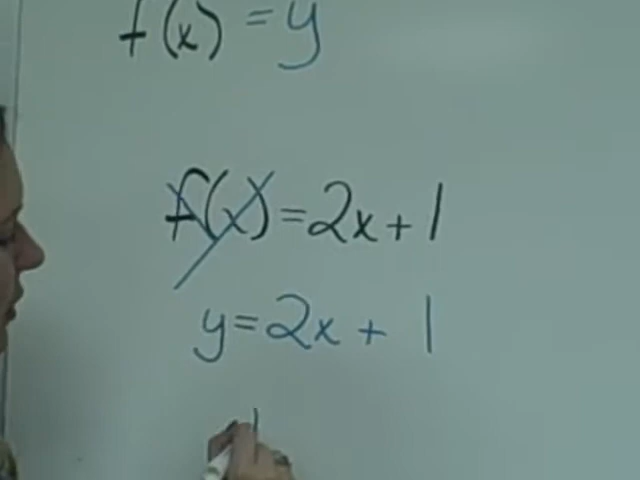 f(x) = y
f(x) = 2x + 1
y = 2x + 1